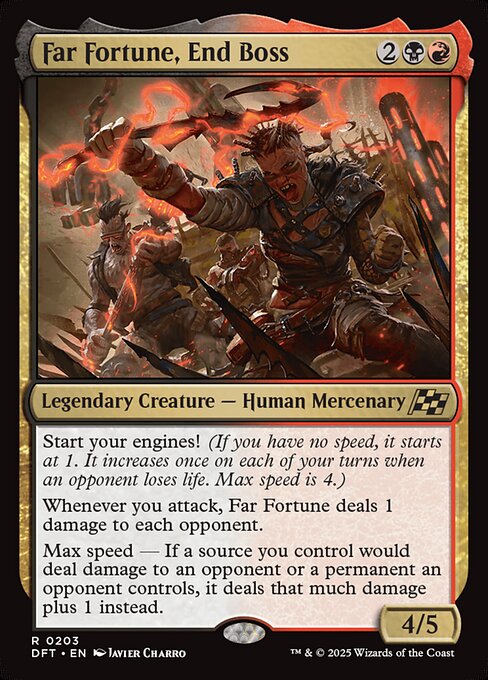 Far Fortune, End Boss 2
Legendary Creature — Human Mercenary
Start your engines! (If you have no speed, it starts
at 1. It increases once on each of your turns when
an opponent loses life. Max speed is 4.)
Whenever you attack, Far Fortune deals 1
damage to each opponent.
Max speed — If a source you control would
deal damage to an opponent or a permanent an
opponent controls, it deals that much damage
plus 1 instead.
4/5
R 0203
DFT • EN Javier Charro
™ & © 2025 Wizards of the Coast